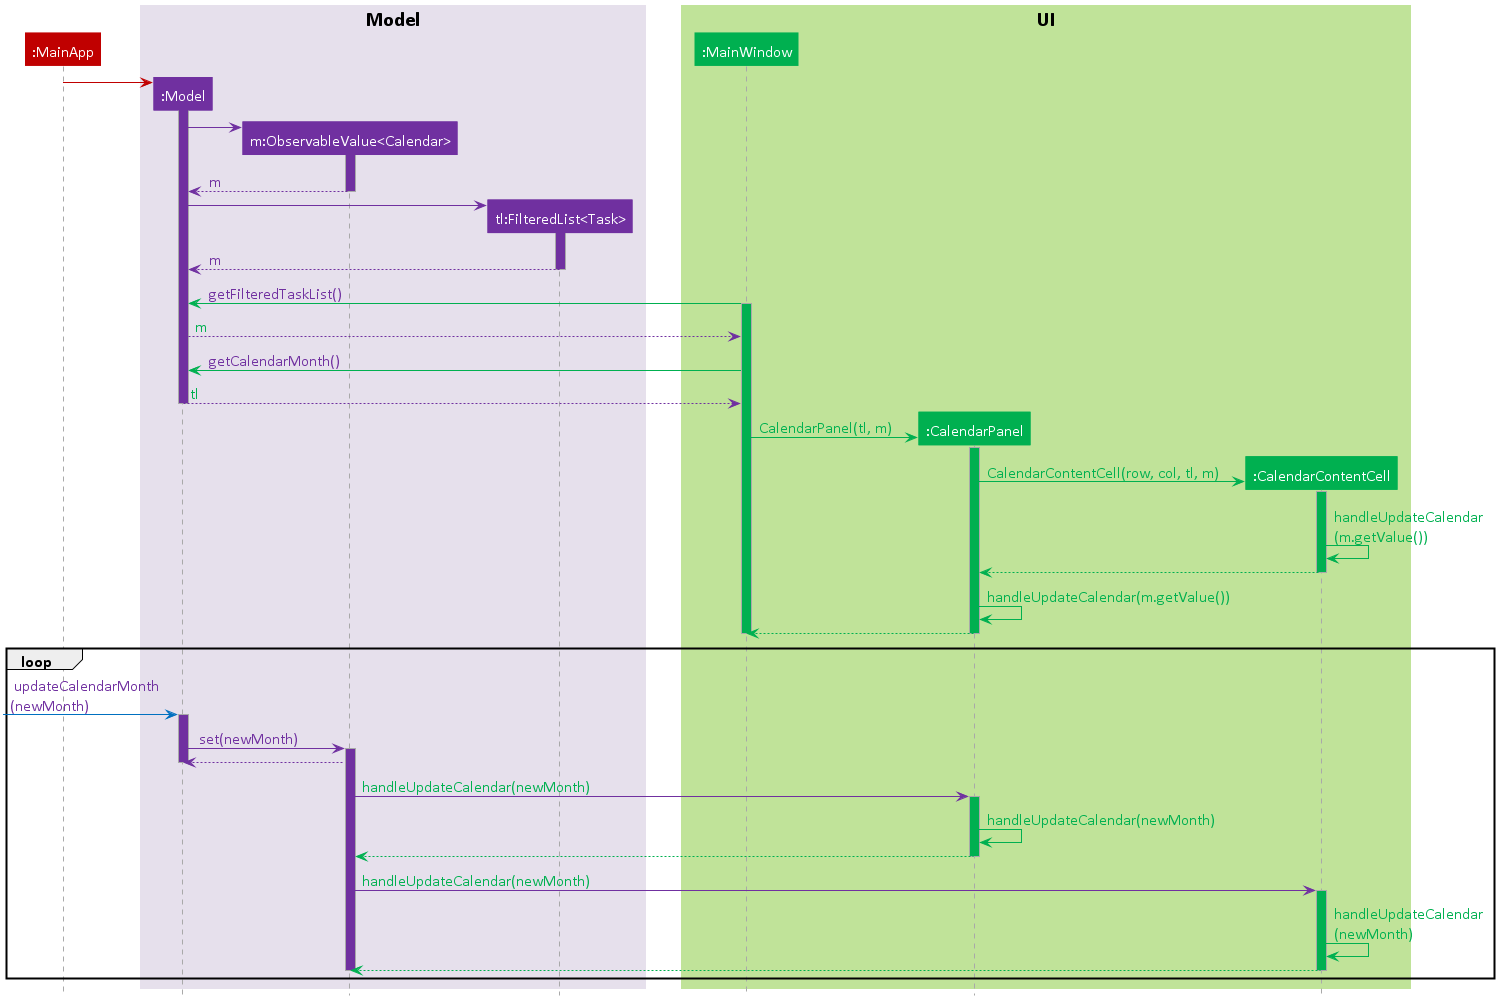 Model
UI
:MainApp
:MainWindow
:Model
m:ObservableValue<Calendar>
m
tl:FilteredList<Task>
m
getFilteredTaskList()
m
getCalendarMonth()
tl
CalendarPanel(tl, m)
:CalendarPanel
CalendarContentCell(row, col, tl, m)
:CalendarContentCell
handleUpdateCalendar
(m.getValue())
handleUpdateCalendar(m.getValue())
loop
updateCalendarMonth
(newMonth)
set(newMonth)
handleUpdateCalendar(newMonth)
handleUpdateCalendar(newMonth)
handleUpdateCalendar(newMonth)
handleUpdateCalendar
(newMonth)